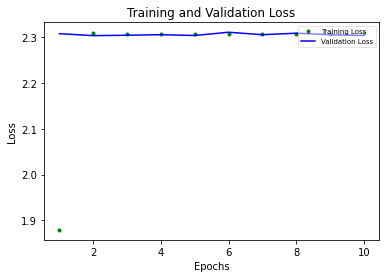 Training and Validation Loss
Training Loss
Validation Loss
2.3
2.2
2.1
2.0
1.9
Loss
2
4
6
8
10
Epochs